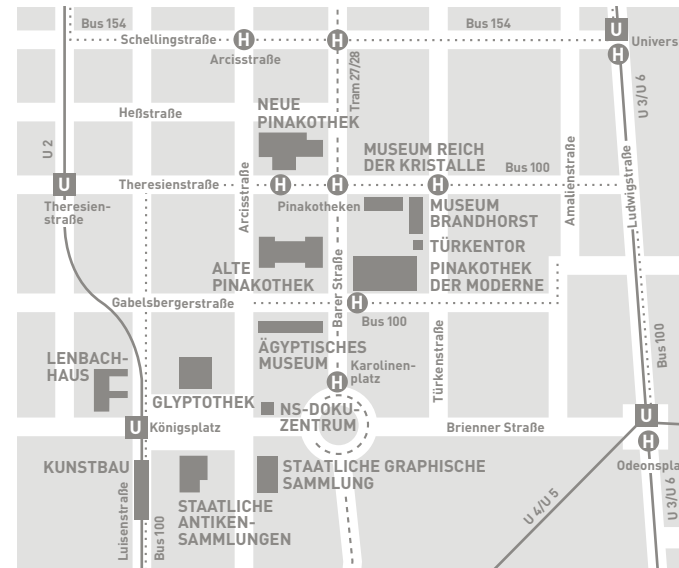 Bus 154
Bus 154
Schellingstraße
H
H
U
Univers
H
Arcisstraße
Tram 27/28
U 3/U 6
NEUE
PINAKOTHEK
Heßstraße
U 2
MUSEUM REICH
DER KRISTALLE
Bus 100
Amalienstraße
Ludwigstraße
U
Theresienstraße
H
H
H
Theresien-
straße
Arcisstraße
Pinakotheken
MUSEUM
BRANDHORST
TÜRKENTOR
ALTE
PINAKOTHEK
Barer Straße
PINAKOTHEK
DER MODERNE
Gabelsbergerstraße
H
Bus 100
Türkenstraße
Bus 100
ÄGYPTISCHES
MUSEUM
LENBACH-
HAUS
Karolinen-
platz
H
GLYPTOTHEK
NS-DOKU-
ZENTRUM
U
Königsplatz
Brienner Straße
U
H
Odeonspla
KUNSTBAU
STAATLICHE GRAPHISCHE
SAMMLUNG
U 4/U 5
U 3/U 6
Luisenstraße
Bus 100
STAATLICHE
ANTIKEN-
SAMMLUNGEN